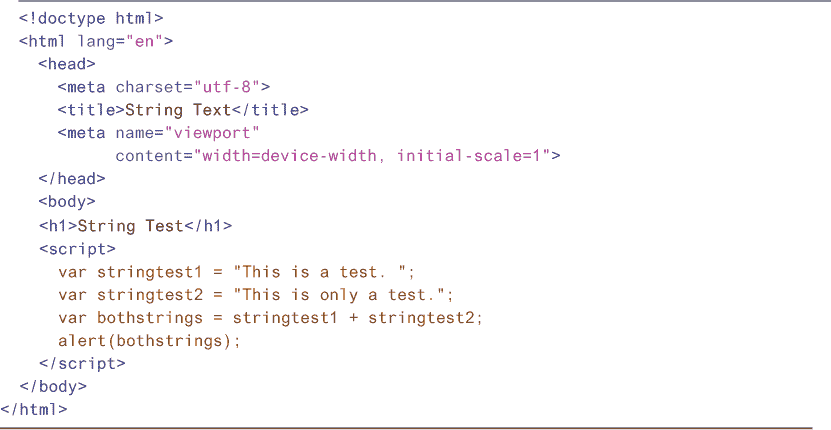 <!doctype html>
<html lang="en">
<head>
<meta charset="utf-8">
<title>String Text</title>
<meta name="viewport"
content="width=device-width, initial-scale=1">
</head>
<body>
<h1>String Test</h1>
<script>
var stringtest1 = "This is a test. ";
var stringtest2 = "This is only a test.";
var bothstrings = stringtest1 + stringtest2;
alert(bothstrings);
</script>
</body>
</html>